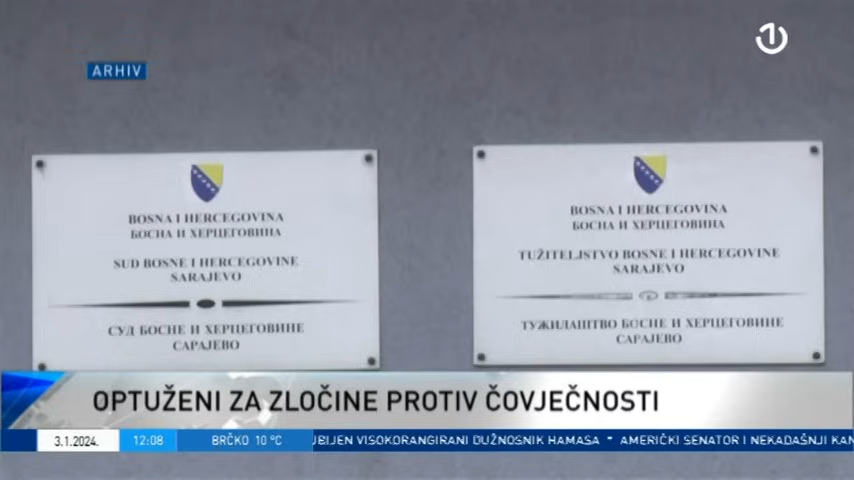 ARHIV
BOSNA I HERCEGOVINA
БОСНА И ХЕРЦЕГОВИНА
SUD BOSNE I HERCEGOVINE
SARAJEVO
СУД БОСНЕ И ХЕРЦЕГОВИНЕ
САРАЈЕВО
BOSNA I HERCEGOVINA
БОСНА И ХЕРЦЕГОВИНА
TUŽITELJSTVO BOSNE I HERCEGOVINE
SARAJEVO
ТУЖИЛАШТВО БОСНЕ И ХЕРЦЕГОВИНЕ
САРАЈЕВО
OPTUŽENI ZA ZLOČINE PROTIV ČOVJEČNOSTI
3.1.2024. 12:08 BRČKO 10 °C UBIJEN VISOKORANGIRANI DUŽNOSNIK HAMASA * AMERIČKI SENATOR I NEKADAŠNJI KAN